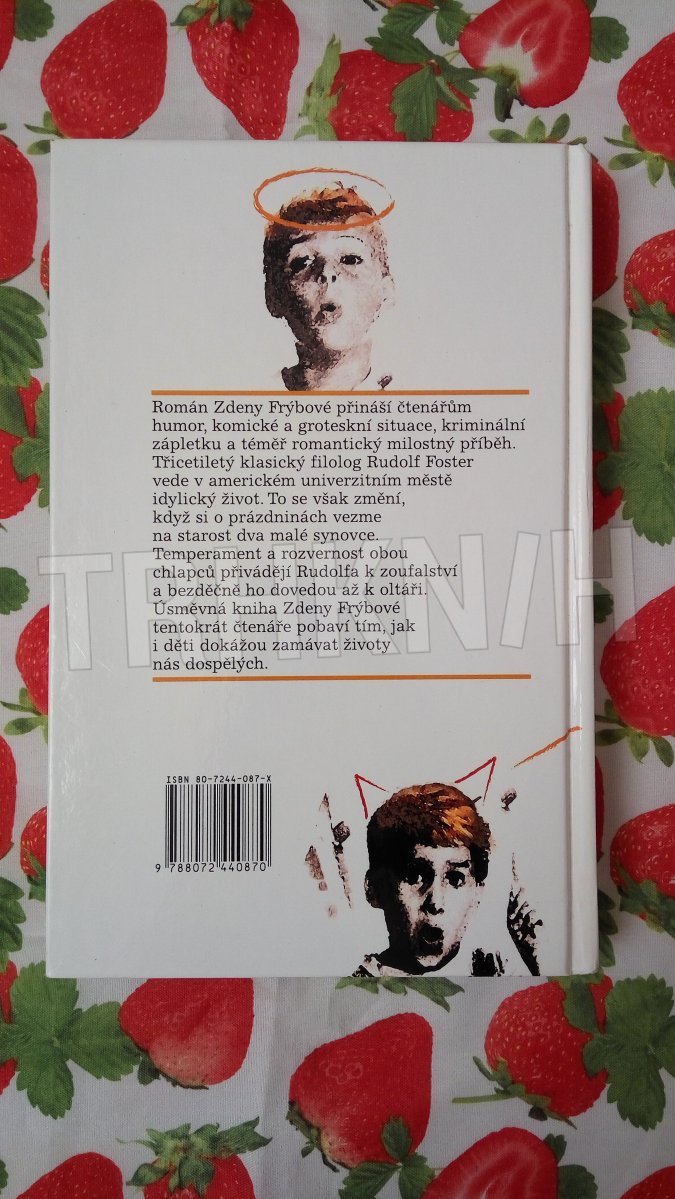 Román Zdeny Frýbové přináší čtenářům
humor, komické a groteskní situace, kriminální
zápletku a téměř romantický milostný příběh.
Třicetiletý klasický filolog Rudolf Foster
vede v americkém univerzitním městě
idylický život. To se však změní,
když si o prázdninách vezme
na starost dva malé synovce.
Temperament a rozvernost obou
chlapců přivádějí Rudolfa k zoufalství
a bezděčně ho dovedou až k oltáři.
Úsměvná kniha Zdeny Frýbové
tentokrát čtenáře pobaví tím, jak
i děti dokážou zamávat životy
nás dospělých.
ISBN 80-7244-087-X
9 788072 440870